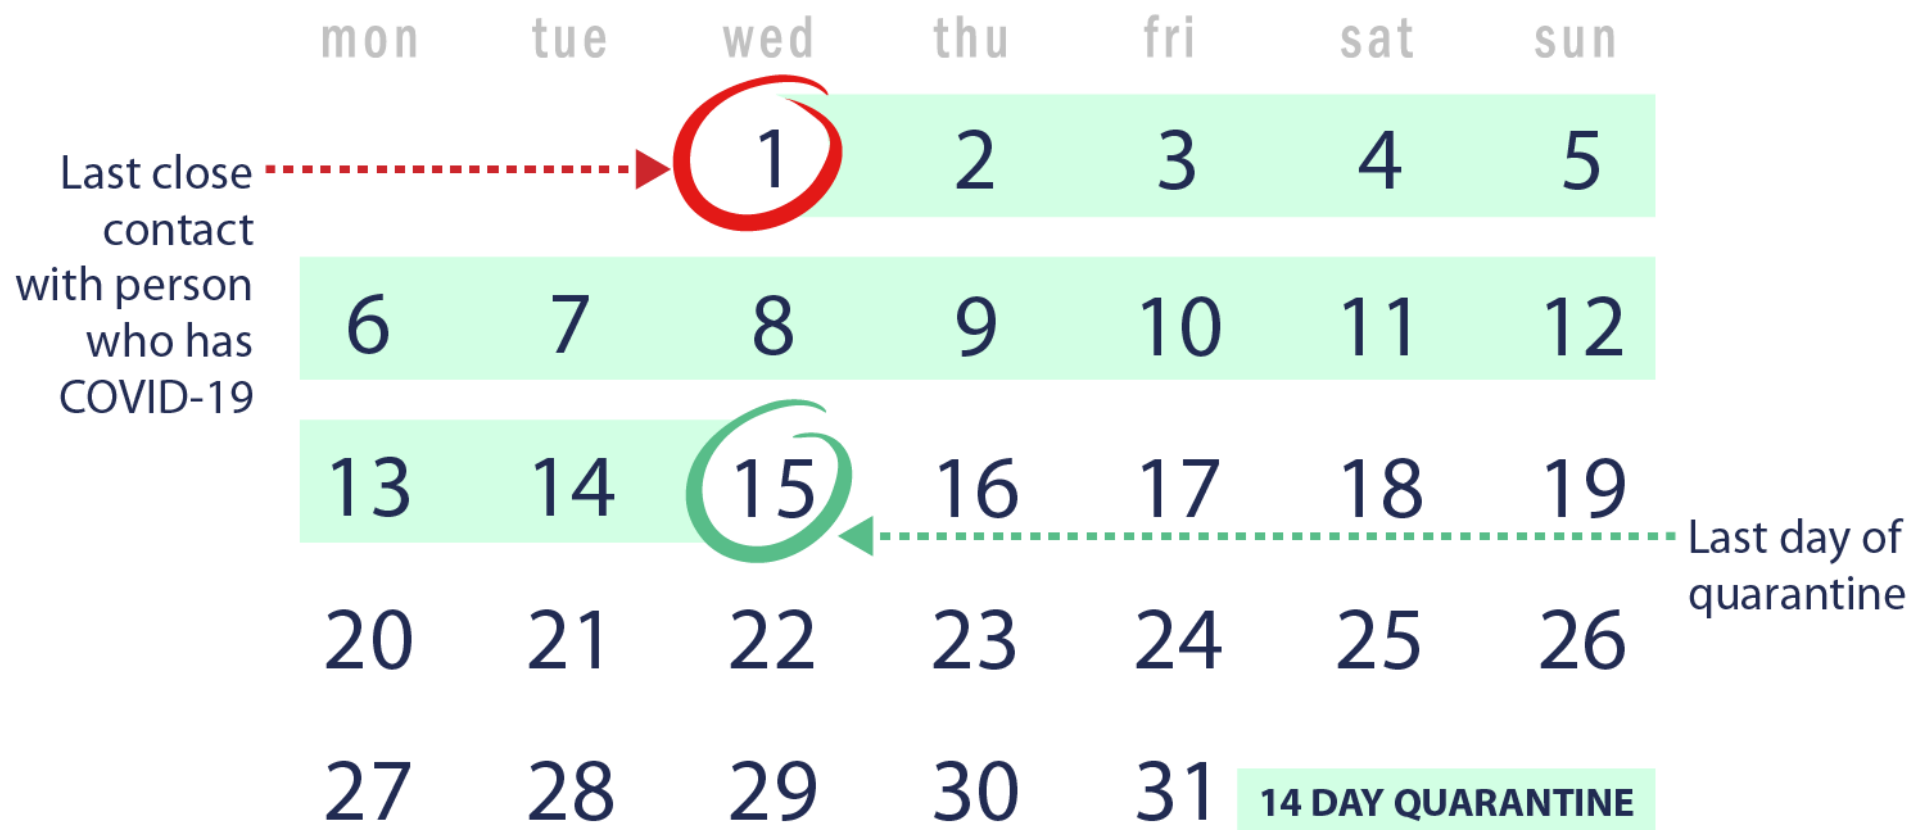 mon tue wed thu fri sat sun
1 2 3 4 5
Last close
contact
with person
who has
COVID-19
6 7 8 9 10 11 12
13 14 15 16 17 18 19
Last day of
quarantine
20 21 22 23 24 25 26
27 28 29 30 31
14 DAY QUARANTINE